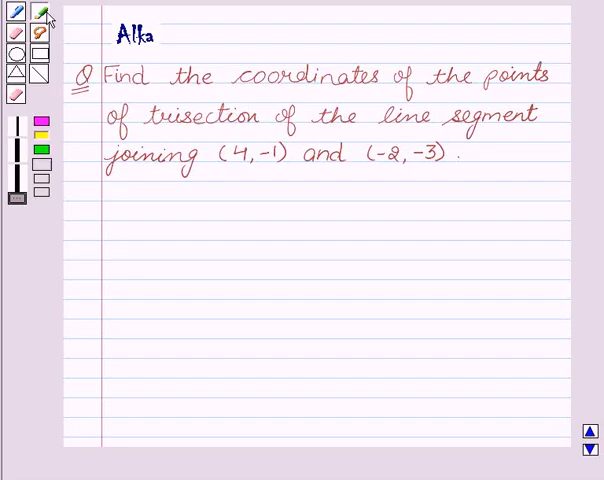 Alka
Q Find the coordinates of the points
of trisection of the line segment
joining (4,-1) and (-2,-3).